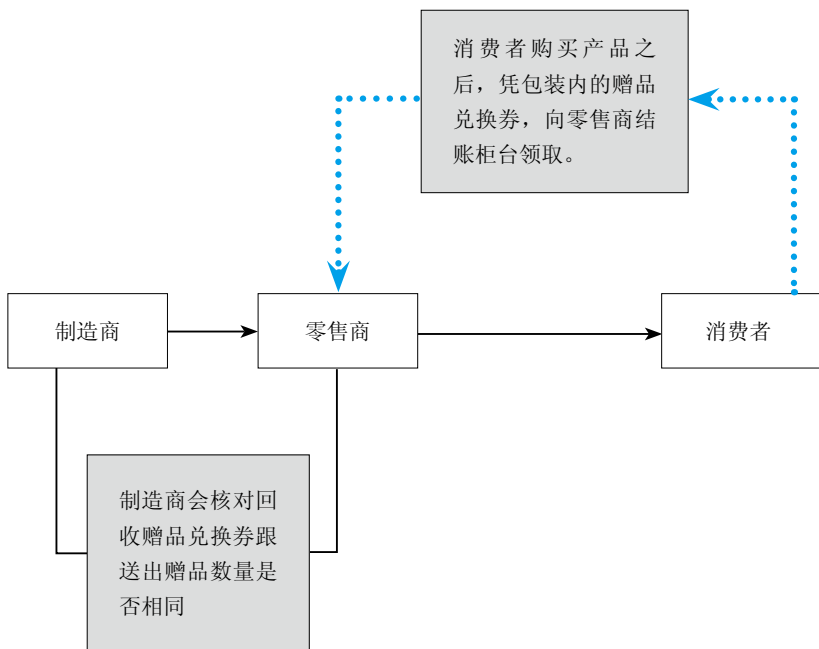 消费者购买产品之
后，凭包装内的赠品
兑换券，向零售商结
账柜台领取。
制造商
零售商
消费者
制造商会核对回
收赠品兑换券跟
送出赠品数量是
否相同